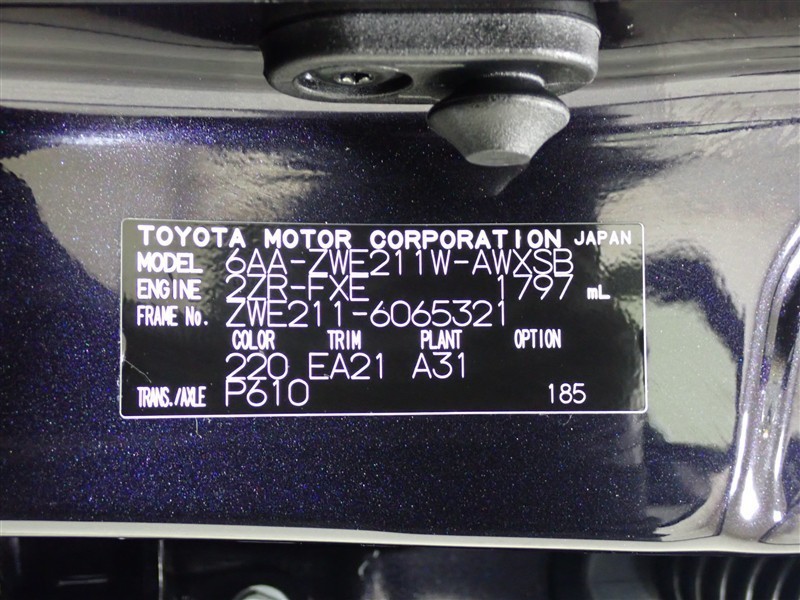 TOYOTA MOTOR CORPORATION JAPAN
MODEL 6AA-ZWE211W-AWXSB
ENGINE 2ZR-FXE 1797 mL
FRAME No. ZWE211-6065321
COLOR TRIM PLANT OPTION
220 EA21 A31
TRANS./AXLE P610 185